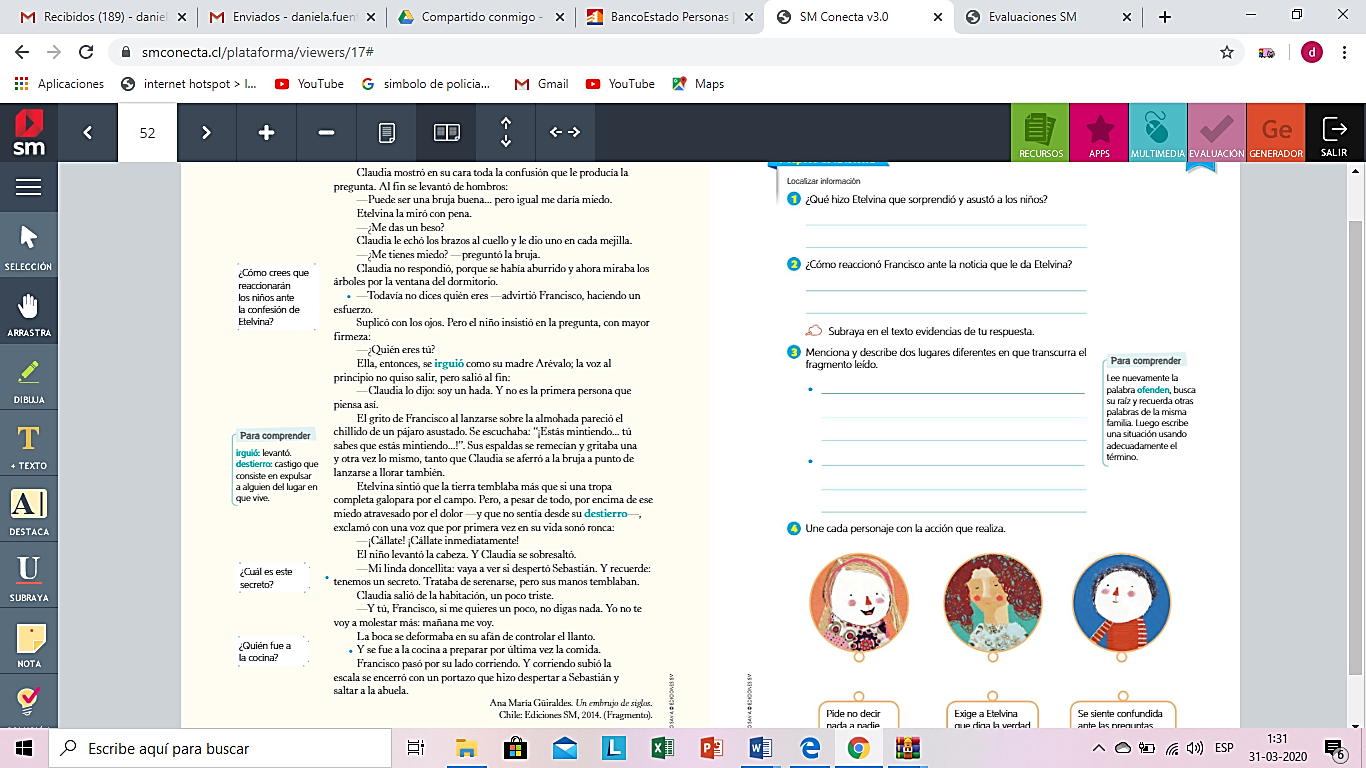 Recibidos (189) - daniel
Enviados - daniela.fuen
Compartido conmigo -
BancoEstado Personas |
SM Conecta v3.0
Evaluaciones SM
smconecta.cl/plataforma/viewers/17#
d
Aplicaciones
internet hotspot > I...
YouTube
simbolo de policia...
Gmail
YouTube
Maps
sm
52
RECURSOS
APPS
MULTIMEDIA
EVALUACIÓN
Ge
GENERADOR
SALIR
SELECCIÓN
ARRASTRA
DIBUJA
T
+ TEXTO
A
DESTACA
U
SUBRAYA
NOTA
Claudia mostró en su cara toda la confusión que le producía la
pregunta. Al fin se levantó de hombros:
—Puede ser una bruja buena... pero igual me daría miedo.
Etelvina la miró con pena.
—¿Me das un beso?
Claudia le echó los brazos al cuello y le dio uno en cada mejilla.
—¿Me tienes miedo? —preguntó la bruja.
Claudia no respondió, porque se había aburrido y ahora miraba los
árboles por la ventana del dormitorio.
—Todavía no dices quién eres —advirtió Francisco, haciendo un
esfuerzo.
Suplicó con los ojos. Pero el niño insistió en la pregunta, con mayor
firmeza:
—¿Quién eres tú?
Ella, entonces, se irguió como su madre Arévalo; la voz al
principio no quiso salir, pero salió al fin:
—Claudia lo dijo: soy un hada. Y no es la primera persona que
piensa así.
El grito de Francisco al lanzarse sobre la almohada pareció el
chillido de un pájaro asustado. Se escuchaba: “¡Estás mintiendo... tú
sabes que estás mintiendo...!”. Sus espaldas se remecían y gritaba una
y otra vez lo mismo, tanto que Claudia se aferró a la bruja a punto de
lanzarse a llorar también.
Etelvina sintió que la tierra temblaba más que si una tropa
completa galopara por el campo. Pero, a pesar de todo, por encima de ese
miedo atravesado por el dolor —y que no sentía desde su destierro—,
exclamó con una voz que por primera vez en su vida sonó ronca:
—¡Cállate! ¡Cállate inmediatamente!
El niño levantó la cabeza. Y Claudia se sobresaltó.
—Mi linda doncellita: vaya a ver si despertó Sebastián. Y recuerde:
tenemos un secreto. Trataba de serenarse, pero sus manos temblaban.
Claudia salió de la habitación, un poco triste.
—Y tú, Francisco, si me quieres un poco, no digas nada. Yo no te
voy a molestar más: mañana me voy.
La boca se deformaba en su afán de controlar el llanto.
Y se fue a la cocina a preparar por última vez la comida.
Francisco pasó por su lado corriendo. Y corriendo subió la
escala se encerró con un portazo que hizo despertar a Sebastián y
saltar a la abuela.
Ana María Güiraldes. Un embrujo de siglos.
Chile: Ediciones SM, 2014. (Fragmento).
¿Cómo crees que
reaccionarán
los niños ante
la confesión de
Etelvina?
Para comprender
irguió: levantó.
destierro: castigo que
consiste en expulsar
a alguien del lugar en
que vive.
¿Cuál es este
secreto?
¿Quién fue a
la cocina?
Localizar información
1 ¿Qué hizo Etelvina que sorprendió y asustó a los niños?
2 ¿Cómo reaccionó Francisco ante la noticia que le da Etelvina?
Subraya en el texto evidencias de tu respuesta.
3 Menciona y describe dos lugares diferentes en que transcurra el
fragmento leído.
Para comprender
Lee nuevamente la
palabra ofenden, busca
su raíz y recuerda otras
palabras de la misma
familia. Luego escribe
una situación usando
adecuadamente el
término.
4 Une cada personaje con la acción que realiza.
Pide no decir
nada a nadie
Exige a Etelvina
que diga la verdad
Se siente confundida
ante las preguntas
Escribe aquí para buscar
ESP
1:31
31-03-2020
6